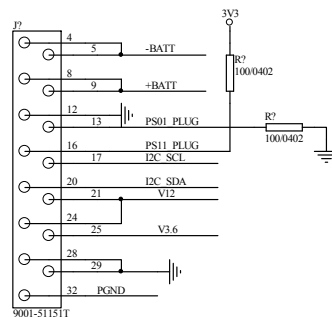 J?
3V3
4
5 -BATT
R?
100/0402
8
9 +BATT
12
13 PS01_PLUG
R?
100/0402
16 PS11_PLUG
17 I2C_SCL
20 I2C_SDA
21 V12
24
25 V3.6
28
29
32 PGND
9001-51151T